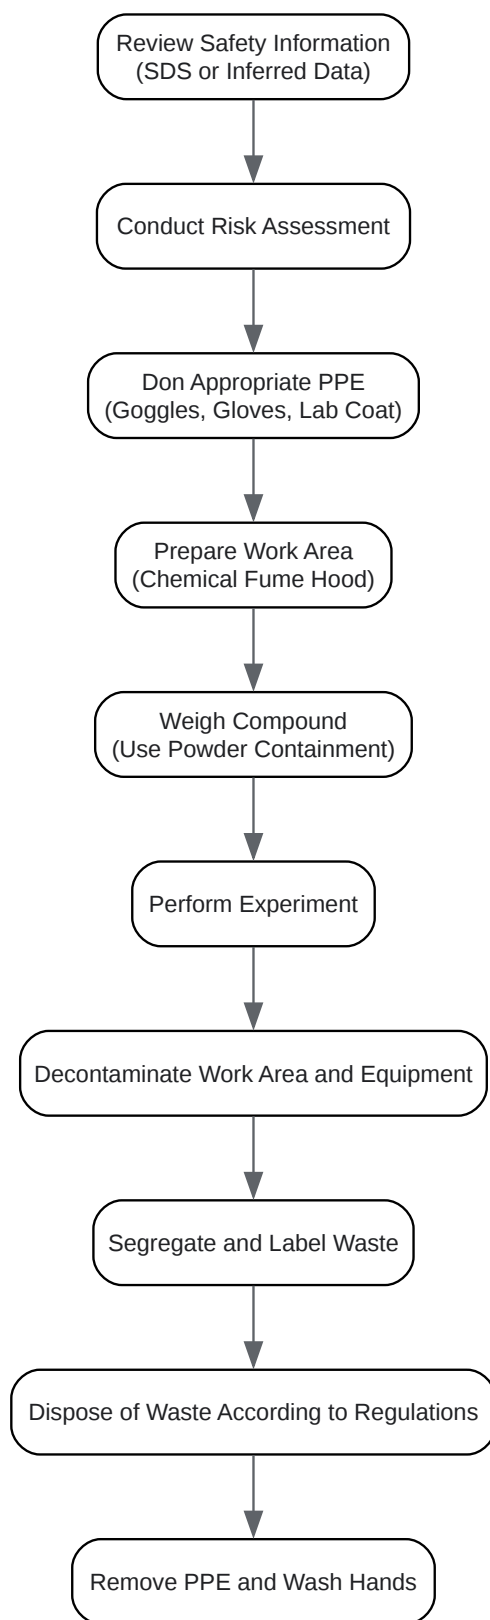 Review Safety Information
(SDS or Inferred Data)
Conduct Risk Assessment
Don Appropriate PPE
(Goggles, Gloves, Lab Coat)
Prepare Work Area
(Chemical Fume Hood)
Weigh Compound
(Use Powder Containment)
Perform Experiment
Decontaminate Work Area and Equipment
Segregate and Label Waste
Dispose of Waste According to Regulations
Remove PPE and Wash Hands